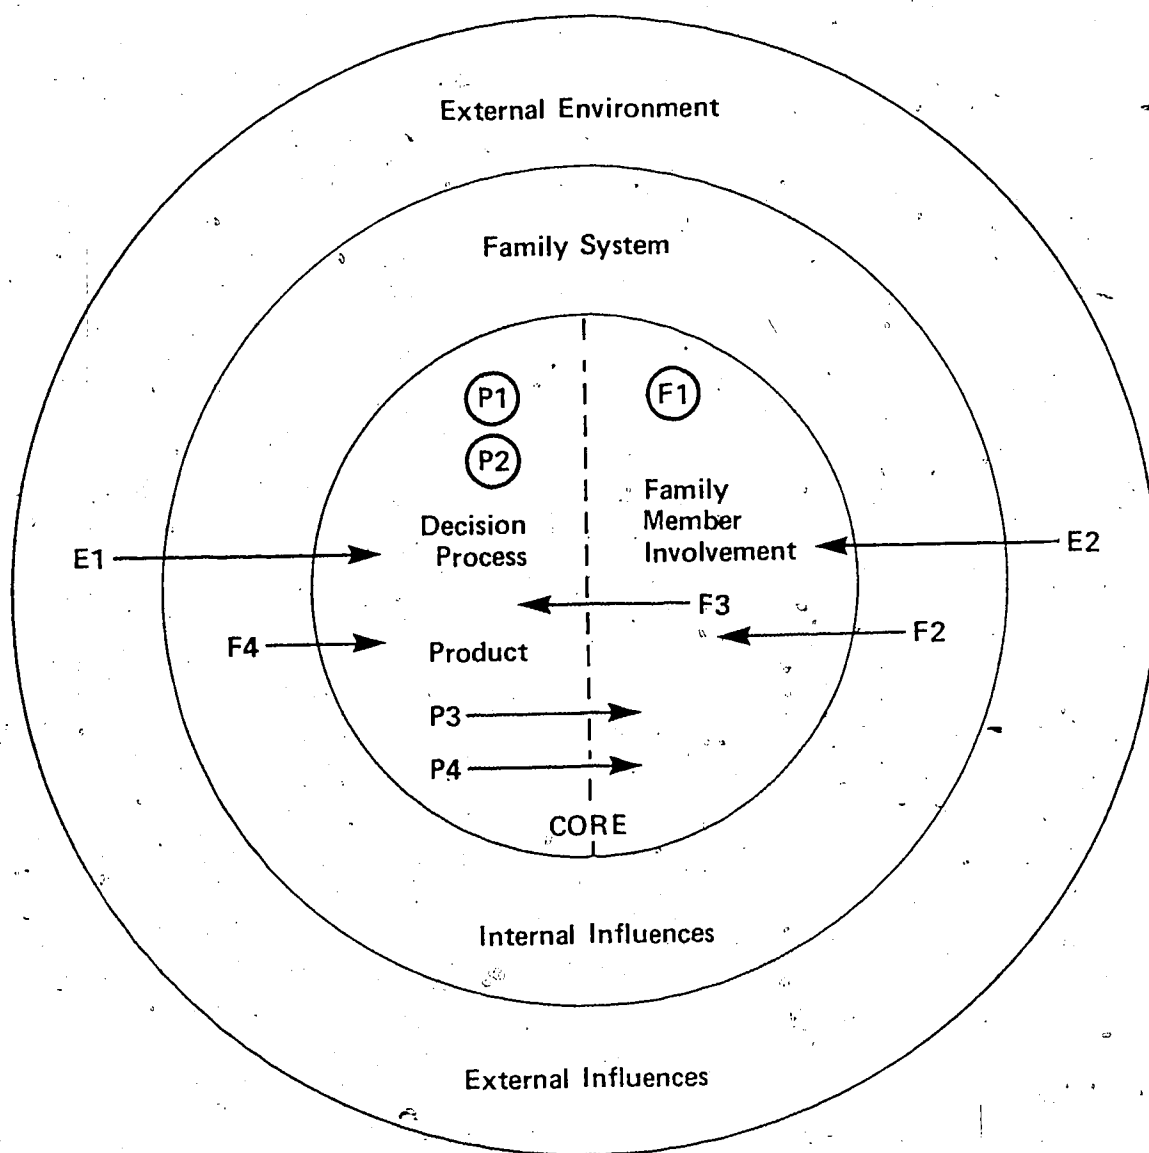 External Environment
Family System
P1
F1
P2
Family
Member
Involvement
Decision
Process
E1
E2
F3
F4
F2
Product
P3
P4
CORE
Internal Influences
External Influences